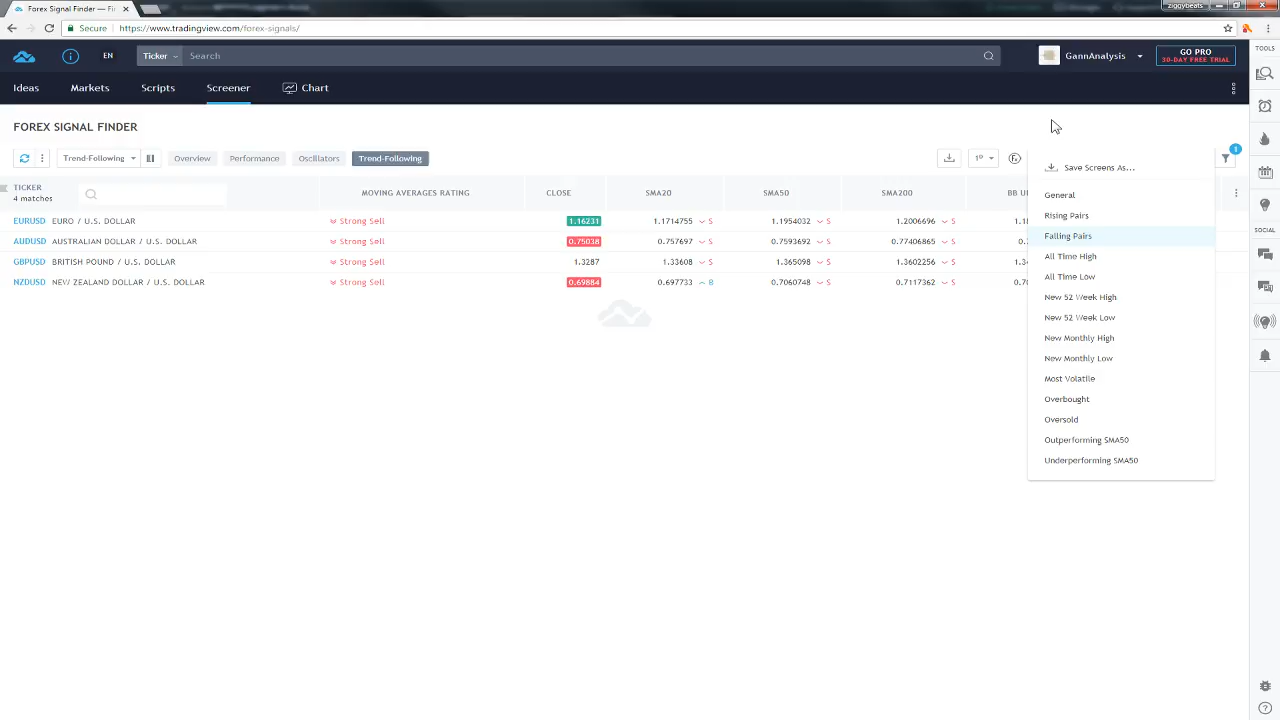 Forex Signal Finder — Fi
ziggybeats
Secure
https://www.tradingview.com/forex-signals/
EN
Ticker
Search
GannAnalysis
GO PRO
30-DAY FREE TRIAL
TOOLS
Ideas
Markets
Scripts
Screener
Chart
FOREX SIGNAL FINDER
Trend-Following
Overview
Performance
Oscillators
Trend-Following
1
TICKER
4 matches
MOVING AVERAGES RATING
CLOSE
SMA20
SMA50
SMA200
BB U
EURUSD EURO / U.S. DOLLAR Strong Sell 1.16231 1.1714755 S 1.1954032 S 1.2006696 S
AUDUSD AUSTRALIAN DOLLAR / U.S. DOLLAR Strong Sell 0.75038 0.757697 S 0.7593692 S 0.77406865 S
GBPUSD BRITISH POUND / U.S. DOLLAR Strong Sell 1.3287 1.33608 S 1.365098 S 1.3602256 S
NZDUSD NEW ZEALAND DOLLAR / U.S. DOLLAR Strong Sell 0.69884 0.697733 B 0.7060748 S 0.7117362 S
Save Screens As...
General
Rising Pairs
Falling Pairs
All Time High
All Time Low
New 52 Week High
New 52 Week Low
New Monthly High
New Monthly Low
Most Volatile
Overbought
Oversold
Outperforming SMA50
Underperforming SMA50
SOCIAL